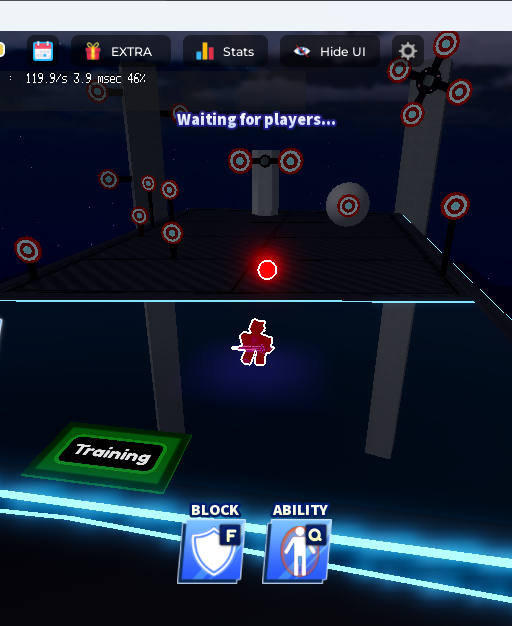 EXTRA
Stats
Hide UI
: 119.9/s 3.9 msec 46%
Waiting for players...
Training
BLOCK
ABILITY
F
Q